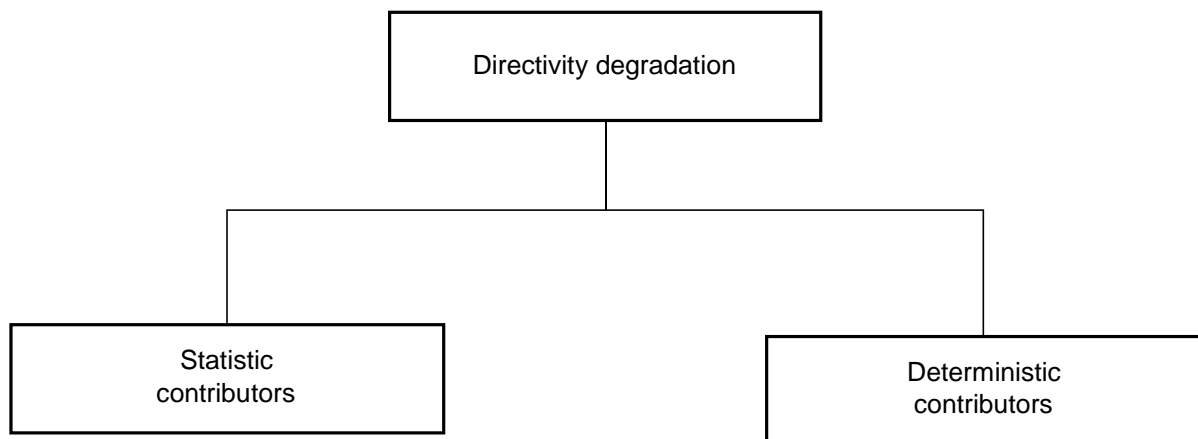 Directivity degradation
Statistic
contributors
Deterministic
contributors